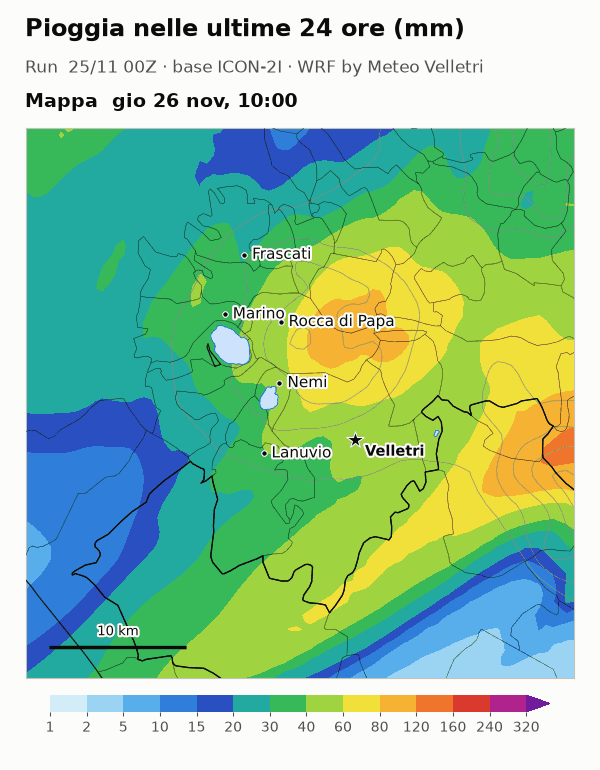 Pioggia nelle ultime 24 ore (mm)
Run  25/11 00Z · base ICON-2I · WRF by Meteo Velletri
Mappa  gio 26 nov, 10:00
Frascati
Marino
Rocca di Papa
Nemi
Velletri
Lanuvio
10 km
1 2 5 10 15 20 30 40 60 80 120 160 240 320